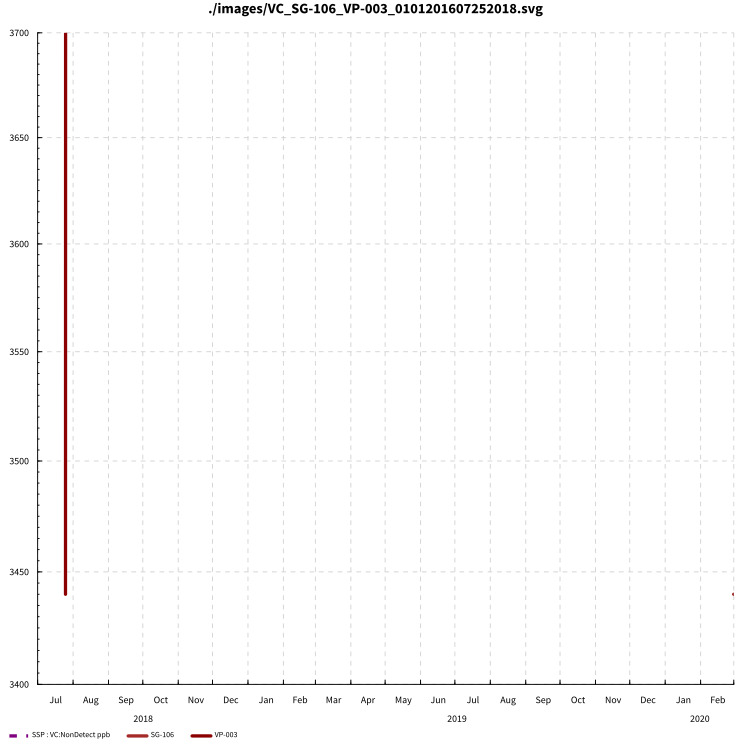 ./images/VC_SG-106_VP-003_0101201607252018.svg
3700
3650
3600
3550
3500
3450
3400
Jul Aug Sep Oct Nov Dec Jan Feb Mar Apr May Jun Jul Aug Sep Oct Nov Dec Jan Feb
2018 2019 2020
SSP : VC:NonDetect ppb SG-106 VP-003